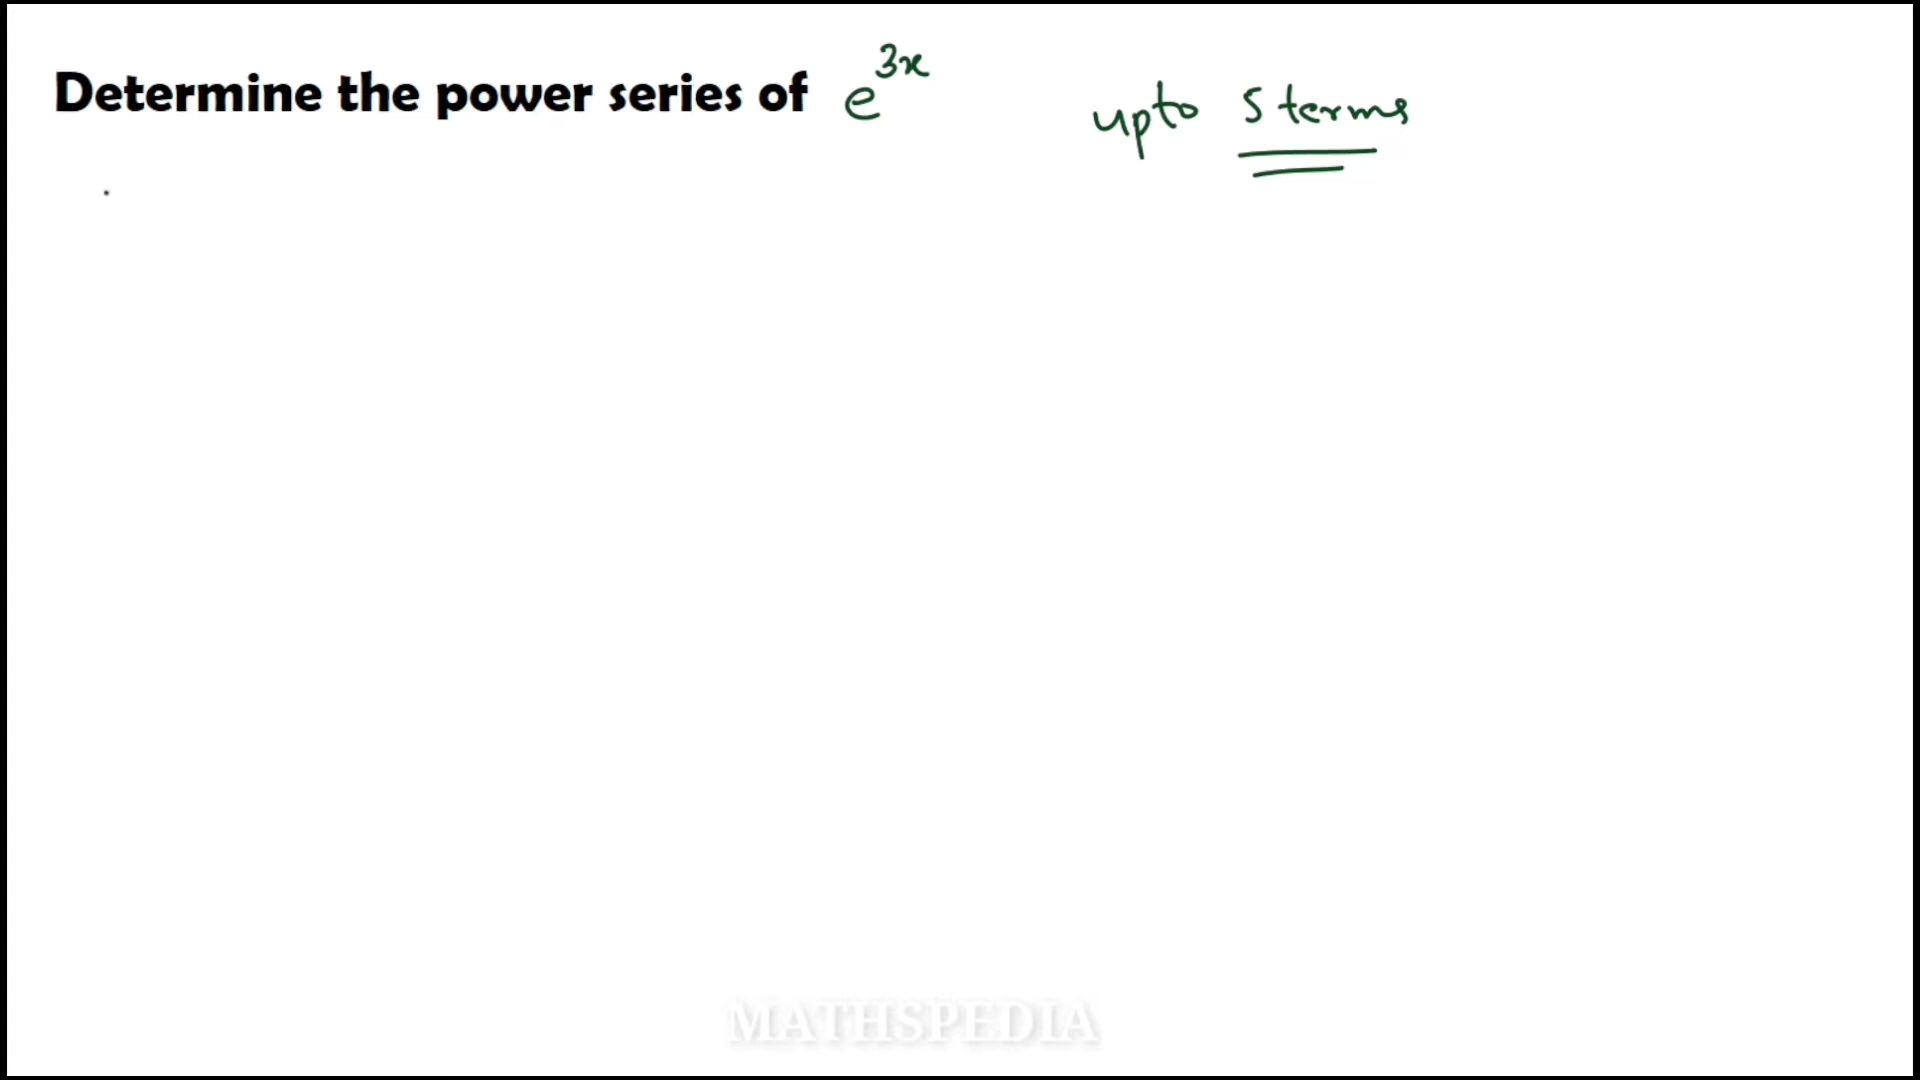 Determine the power series of e^{3x} upto 5 terms
MATHSPEDIA